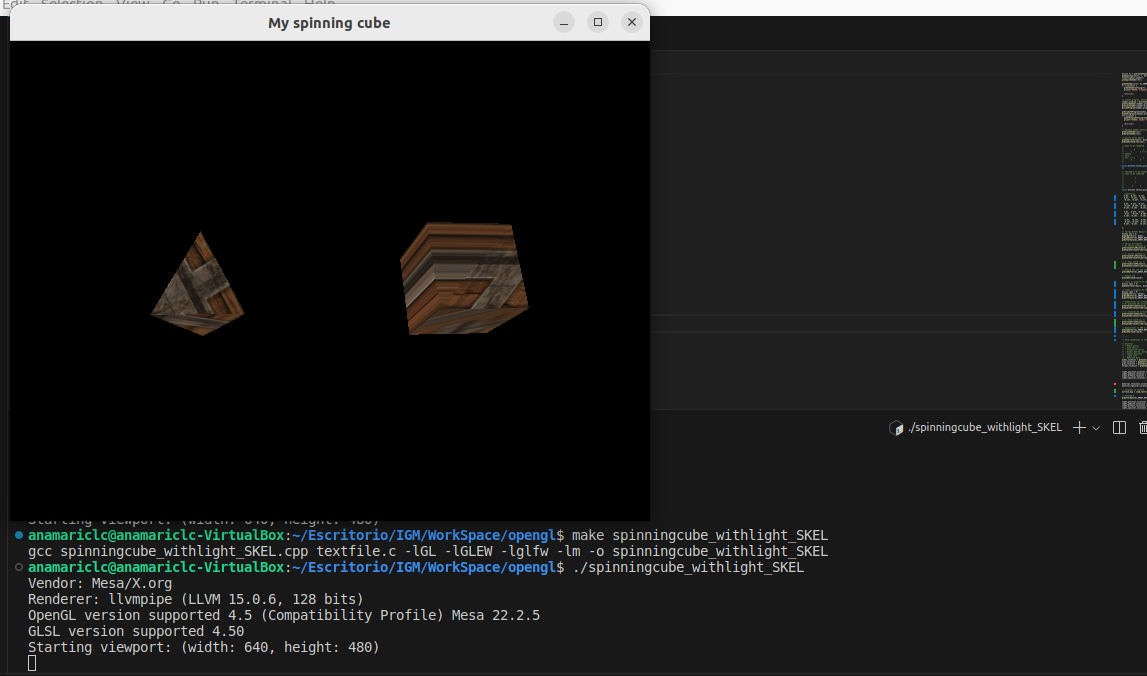 Edit Selection View Go Run Terminal Help
My spinning cube
./spinningcube_withlight_SKEL
Starting viewport: (width: 640, height: 480)
anamariclc@anamariclc-VirtualBox:~/Escritorio/IGM/WorkSpace/opengl$ make spinningcube_withlight_SKEL
gcc spinningcube_withlight_SKEL.cpp textfile.c -lGL -lGLEW -lglfw -lm -o spinningcube_withlight_SKEL
anamariclc@anamariclc-VirtualBox:~/Escritorio/IGM/WorkSpace/opengl$ ./spinningcube_withlight_SKEL
Vendor: Mesa/X.org
Renderer: llvmpipe (LLVM 15.0.6, 128 bits)
OpenGL version supported 4.5 (Compatibility Profile) Mesa 22.2.5
GLSL version supported 4.50
Starting viewport: (width: 640, height: 480)